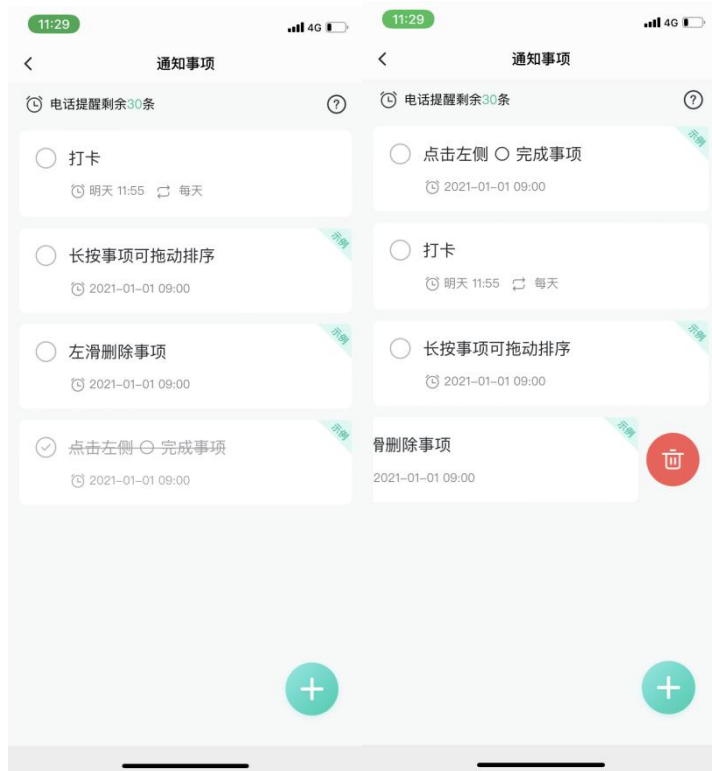 11:29
4G
通知事项
电话提醒剩余30条
打卡
明天 11:55 每天
示例
长按事项可拖动排序
2021-01-01 09:00
示例
左滑删除事项
2021-01-01 09:00
示例
点击左侧 〇 完成事项
2021-01-01 09:00
11:29
4G
通知事项
电话提醒剩余30条
示例
点击左侧 〇 完成事项
2021-01-01 09:00
打卡
明天 11:55 每天
示例
长按事项可拖动排序
2021-01-01 09:00
示例
滑删除事项
2021-01-01 09:00